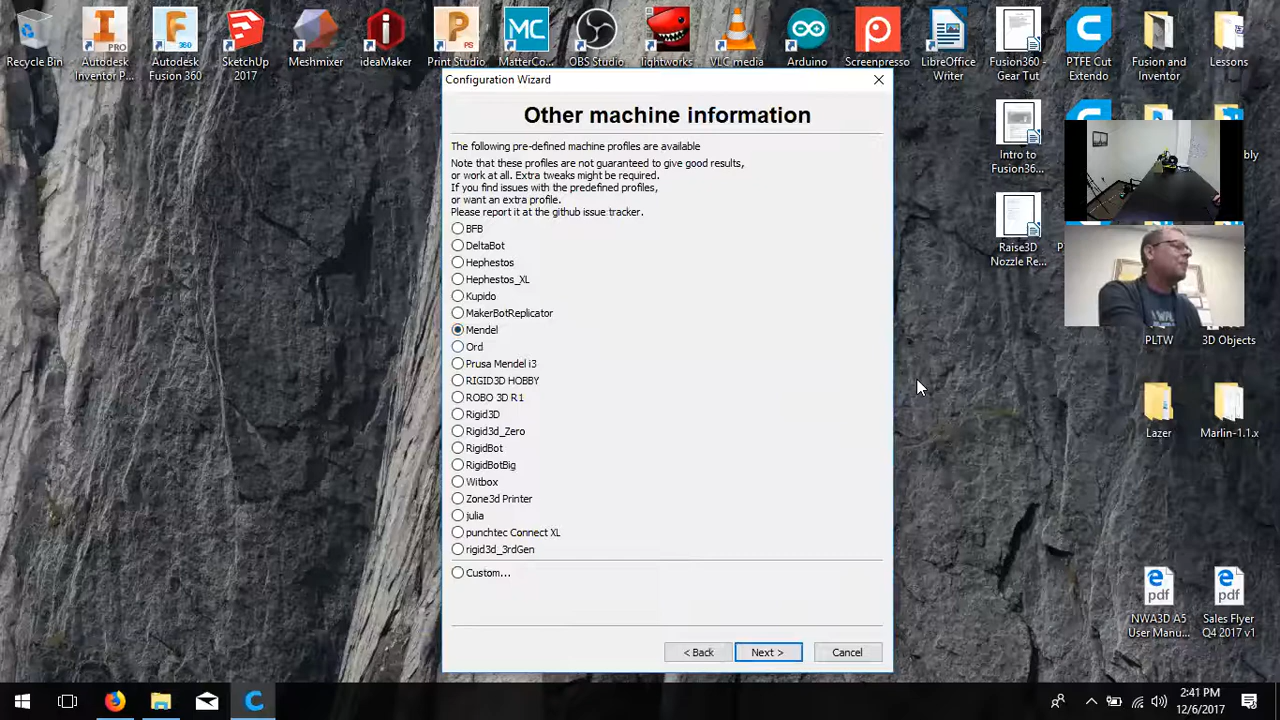 Recycle Bin
Autodesk
Inventor P...
PRO
Autodesk
Fusion 360
360
SketchUp
2017
Meshmixer
ideaMaker
Print Studio
PS
MC
MatterCo...
OBS Studio
lightworks
VLC media
Arduino
Screenpresso
LibreOffice
Writer
Fusion360
- Gear Tut
PTFE Cut
Extendo
Fusion and
Inventor
Lessons
Intro to
Fusion36...
Raise3D
Nozzle Re...
PLTW
3D Objects
Lazer
Marlin-1.1.x
pdf
NWA3D A5
User Manu...
pdf
Sales Flyer
Q4 2017 v1
Configuration Wizard
Other machine information
The following pre-defined machine profiles are available
Note that these profiles are not guaranteed to give good results,
or work at all. Extra tweaks might be required.
If you find issues with the predefined profiles,
or want an extra profile.
Please report it at the github issue tracker.
BFB
DeltaBot
Hephestos
Hephestos_XL
Kupido
MakerBotReplicator
Mendel
Ord
Prusa Mendel i3
RIGID3D HOBBY
ROBO 3D R1
Rigid3D
Rigid3d_Zero
RigidBot
RigidBotBig
Witbox
Zone3d Printer
julia
punchtec Connect XL
rigid3d_3rdGen
Custom...
< Back
Next >
Cancel
2:41 PM
12/6/2017